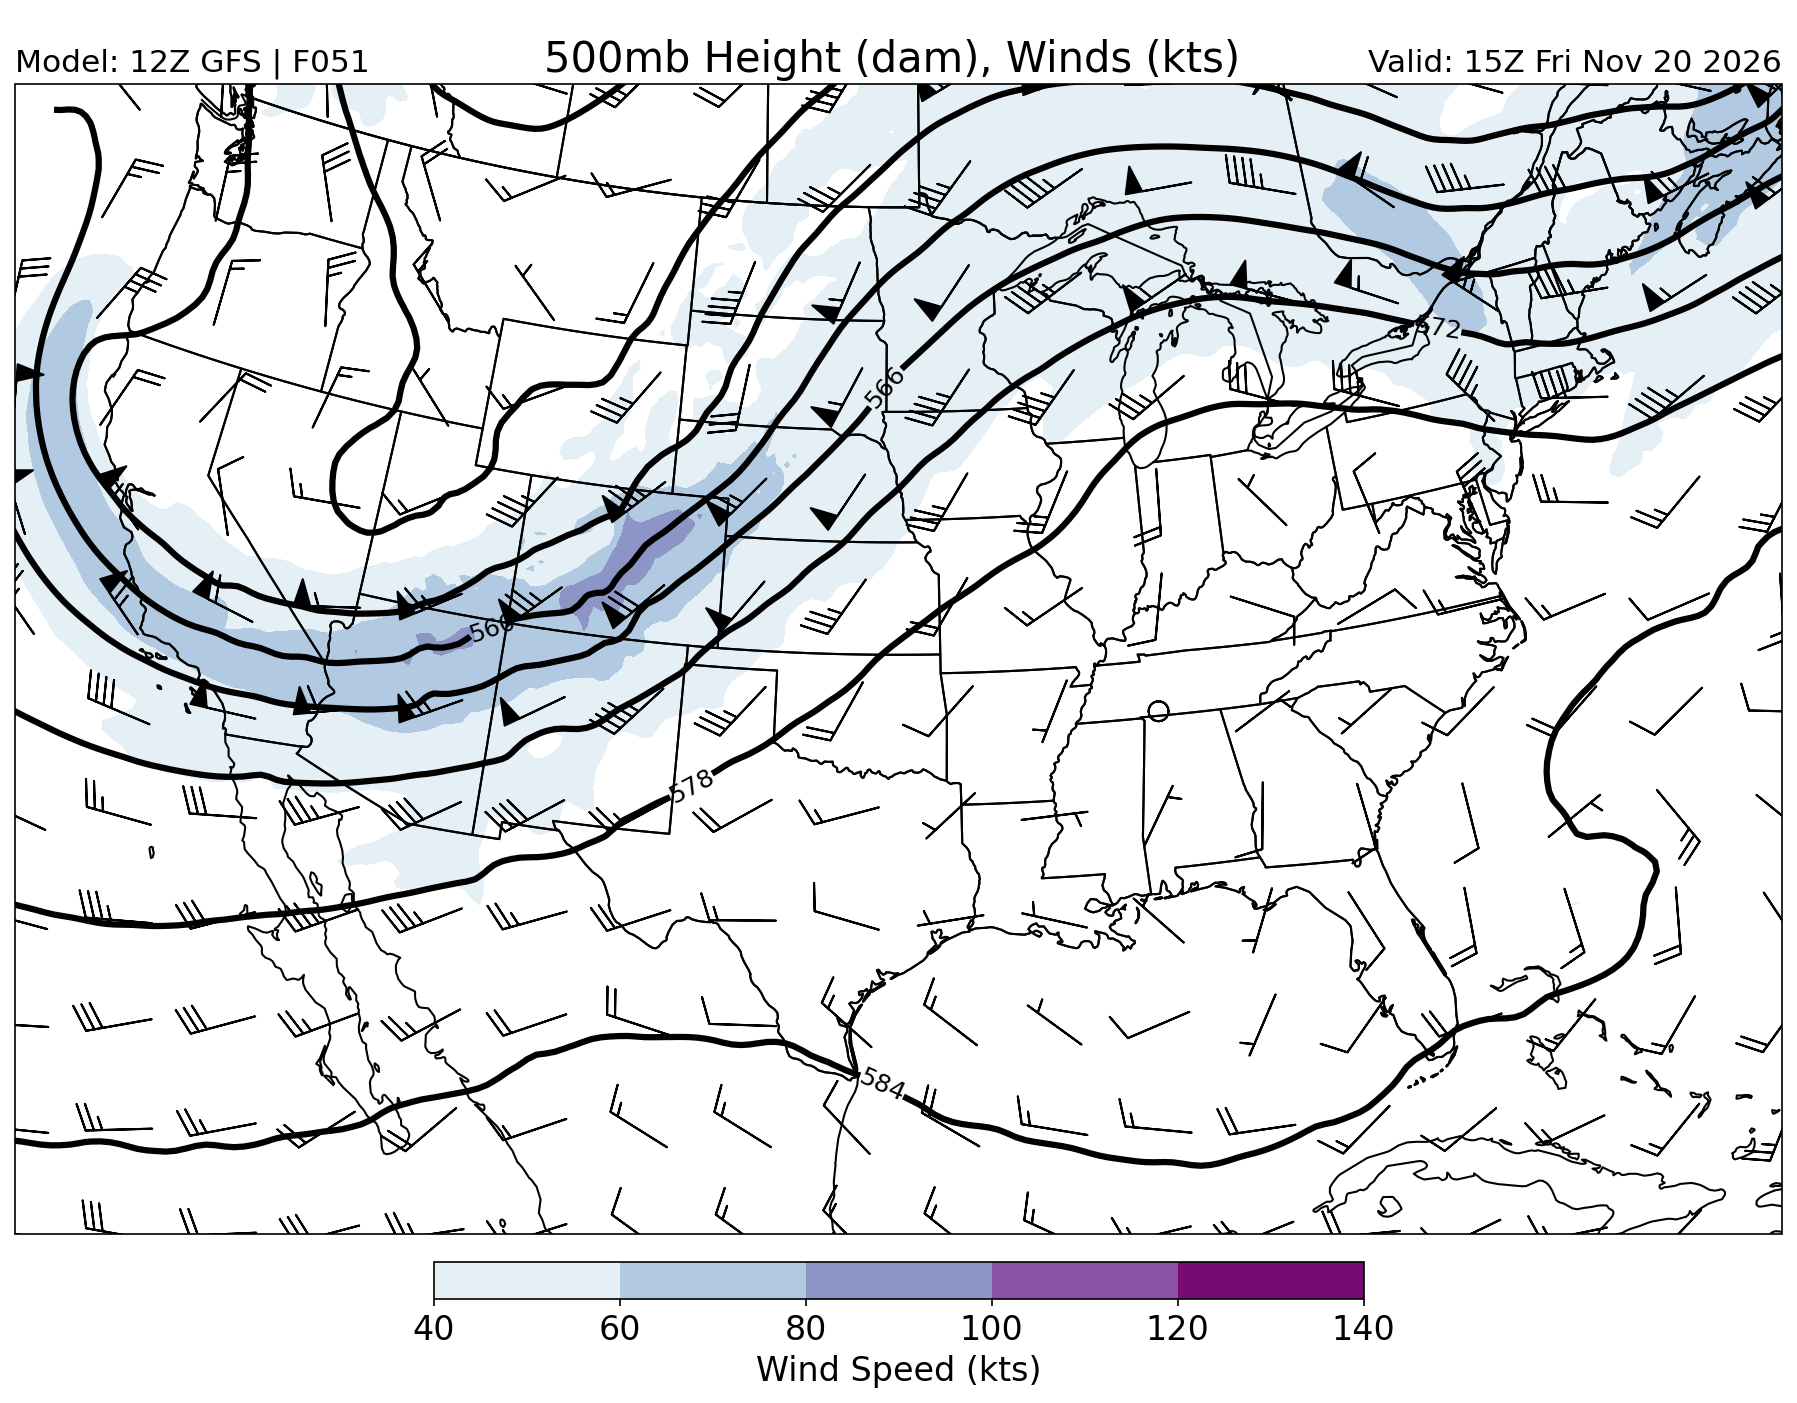 500mb Height (dam), Winds (kts)
Model: 12Z GFS | F051
Valid: 15Z Fri Nov 20 2026
572
566
560
578
584
40 60 80 100 120 140
Wind Speed (kts)